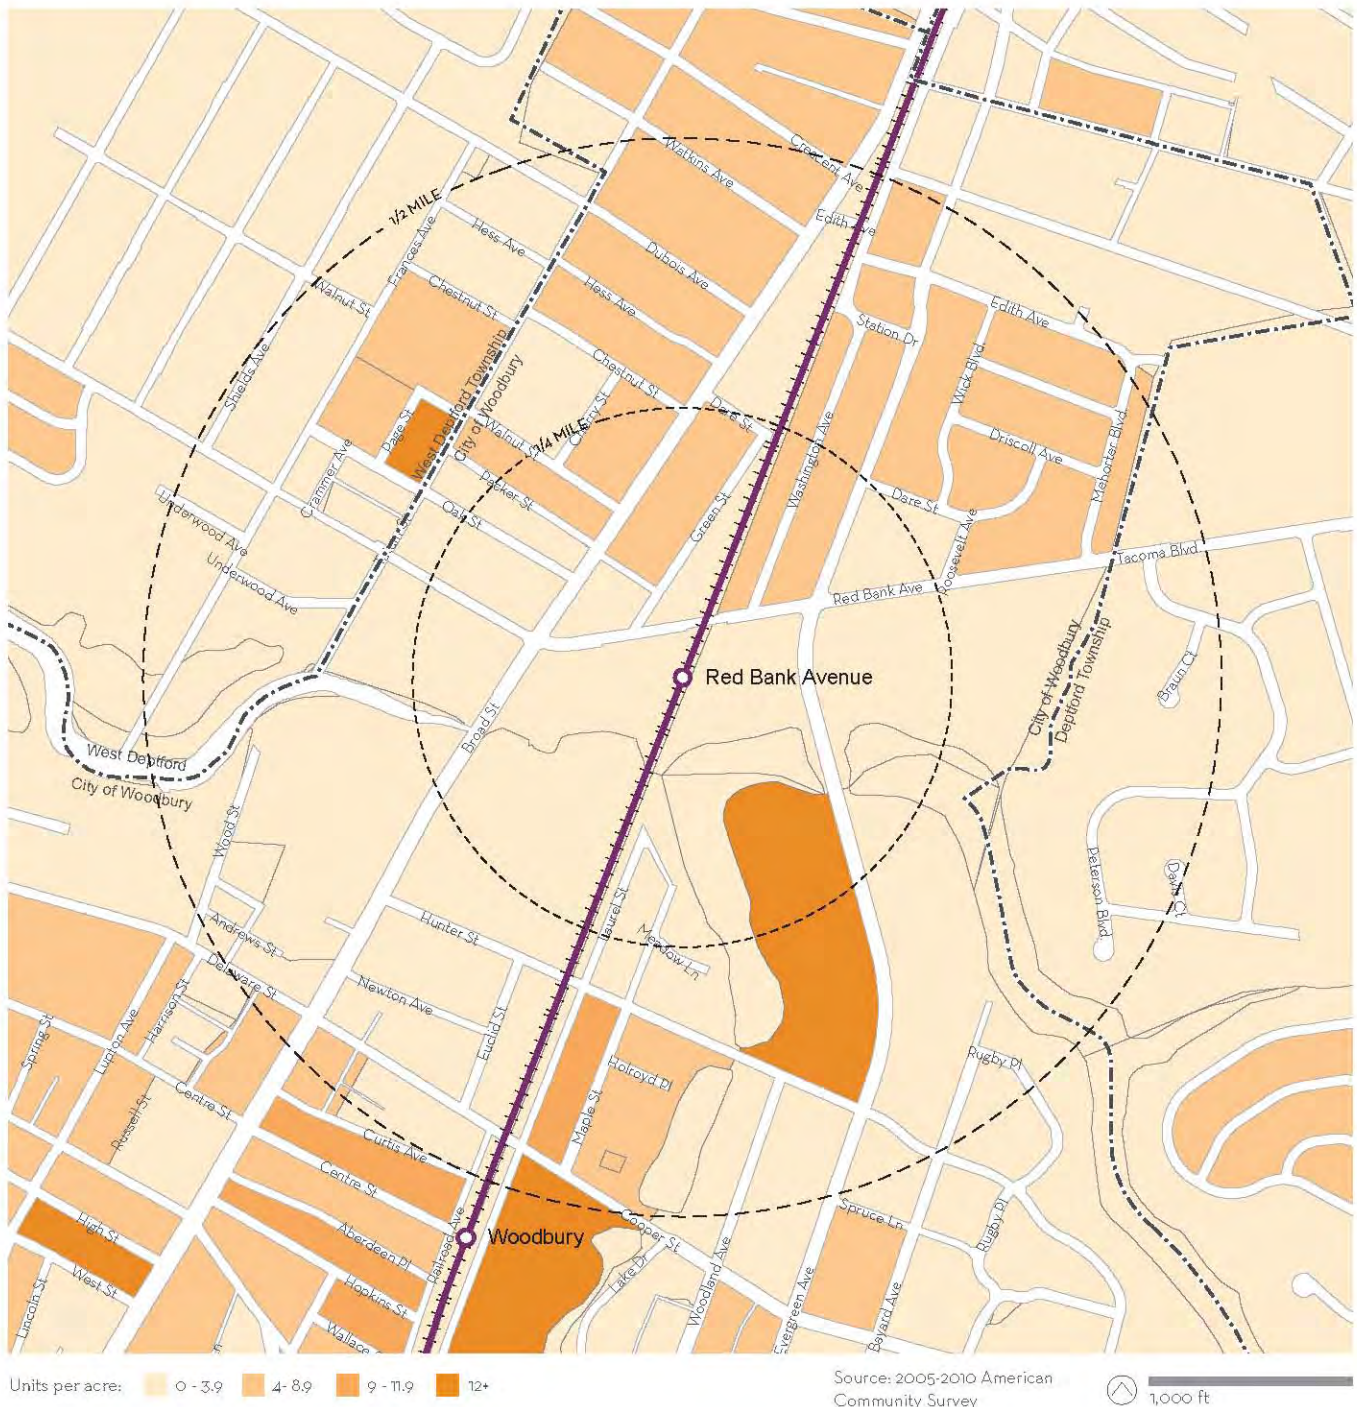 Crescent Ave
Watkins Ave
1/2 MILE
Edith Ave
Hess Ave
Frances Ave
Dubois Ave
Chestnut St
Hess Ave
Walnut St
Edith Ave
Station Dr
West Deptford Township
City of Woodbury
Shields Ave
Chestnut St
Wick Blvd
Cherry St
Dare St
Page St
Walnut St
1/4 MILE
Washington Ave
Driscoll Ave
Mahorter Blvd
Crammer Ave
Packer St
Green St
Dare St
Underwood Ave
Oak St
Roosevelt Ave
Tacoma Blvd
Underwood Ave
Red Bank Ave
City of Woodbury
Deptford Township
Braun Ct
Red Bank Avenue
Broad St
West Deptford
City of Woodbury
Wood St
Peterson Blvd
Davis Ct
Laurel St
Hunter St
Meadow Ln
Andrews St
Delaware St
Newton Ave
Harrison St
Euclid St
Spring St
Lupton Ave
Rugby Pl
Holroyd Pl
Centre St
Russell St
Maple St
Curtis Ave
Centre St
Spruce Ln
Rugby Pl
High St
Aberdeen Pl
Railroad Ave
Woodbury
Cooper St
Lake Dr
West St
Hopkins St
Woodland Ave
Lincoln St
Wallace
Evergreen Ave
Bayard Ave
Units per acre:
0 - 3.9
4- 8.9
9 - 11.9
12+
Source: 2005-2010 American
Community Survey
1,000 ft